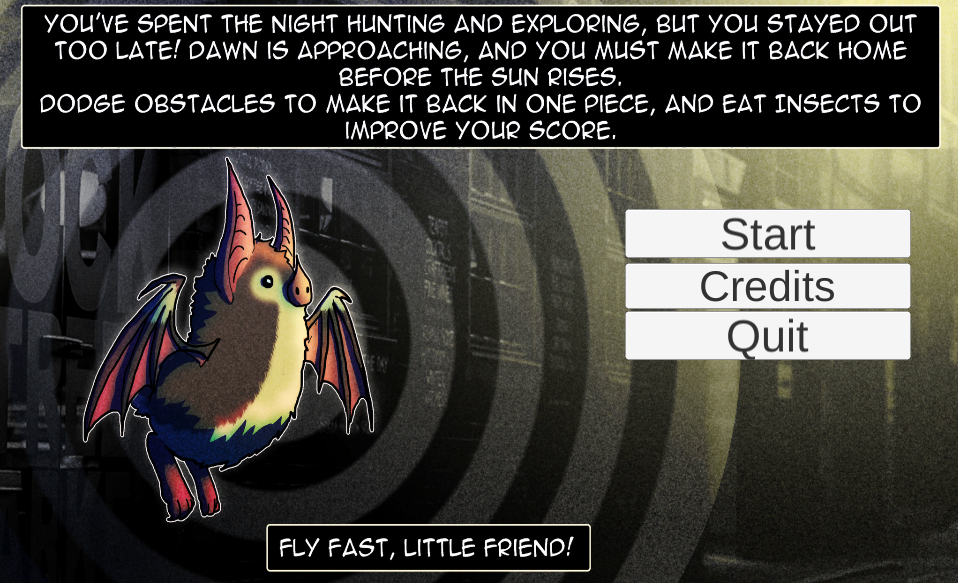 YOU'VE SPENT THE NIGHT HUNTING AND EXPLORING, BUT YOU STAYED OUT
TOO LATE! DAWN IS APPROACHING, AND YOU MUST MAKE IT BACK HOME
BEFORE THE SUN RISES.
DODGE OBSTACLES TO MAKE IT BACK IN ONE PIECE, AND EAT INSECTS TO
IMPROVE YOUR SCORE.
Start
Credits
Quit
FLY FAST, LITTLE FRIEND!